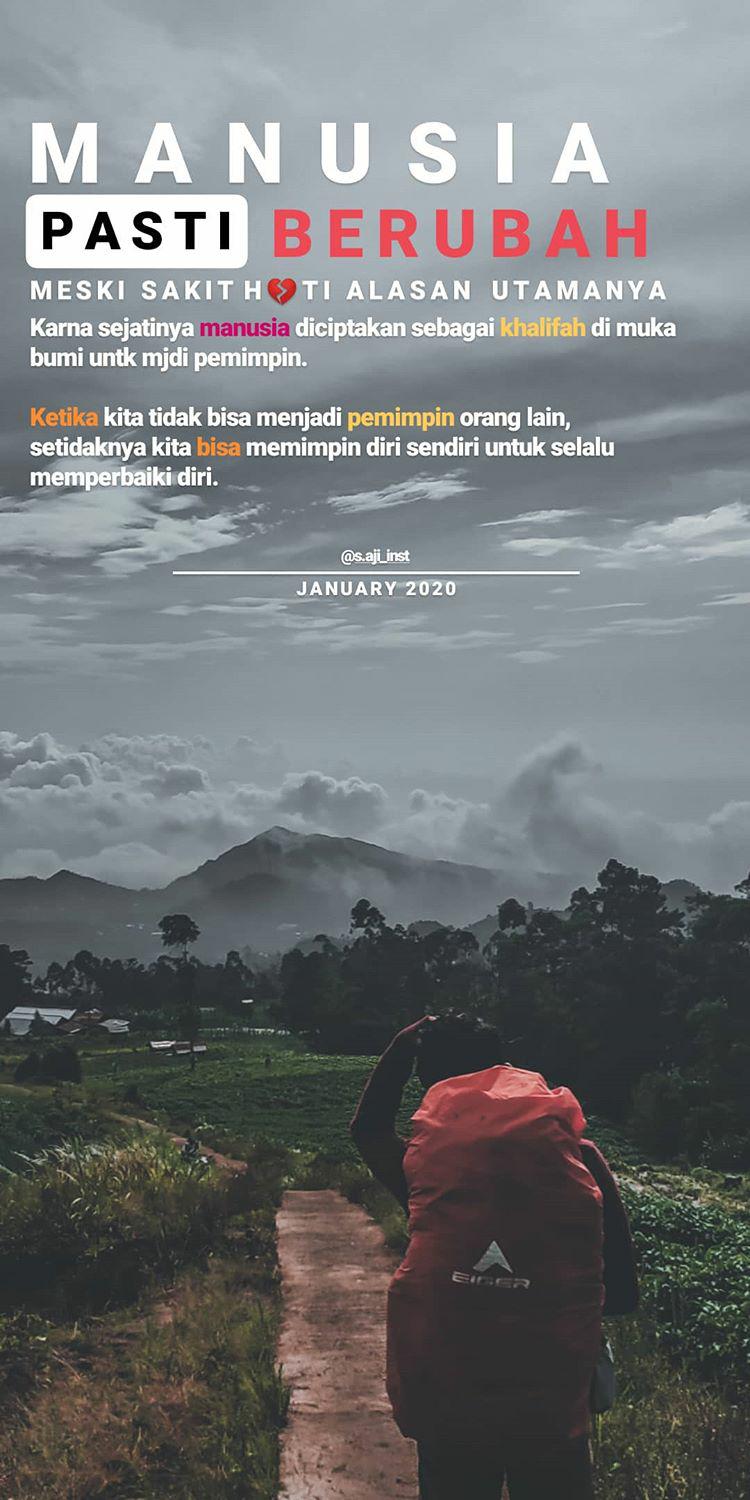 MANUSIA
PASTI BERUBAH
MESKI SAKIT H💔TI ALASAN UTAMANYA
Karna sejatinya manusia diciptakan sebagai khalifah di muka
bumi untk mjdi pemimpin.
Ketika kita tidak bisa menjadi pemimpin orang lain,
setidaknya kita bisa memimpin diri sendiri untuk selalu
memperbaiki diri.
@s.aji_inst
JANUARY 2020
EIGER